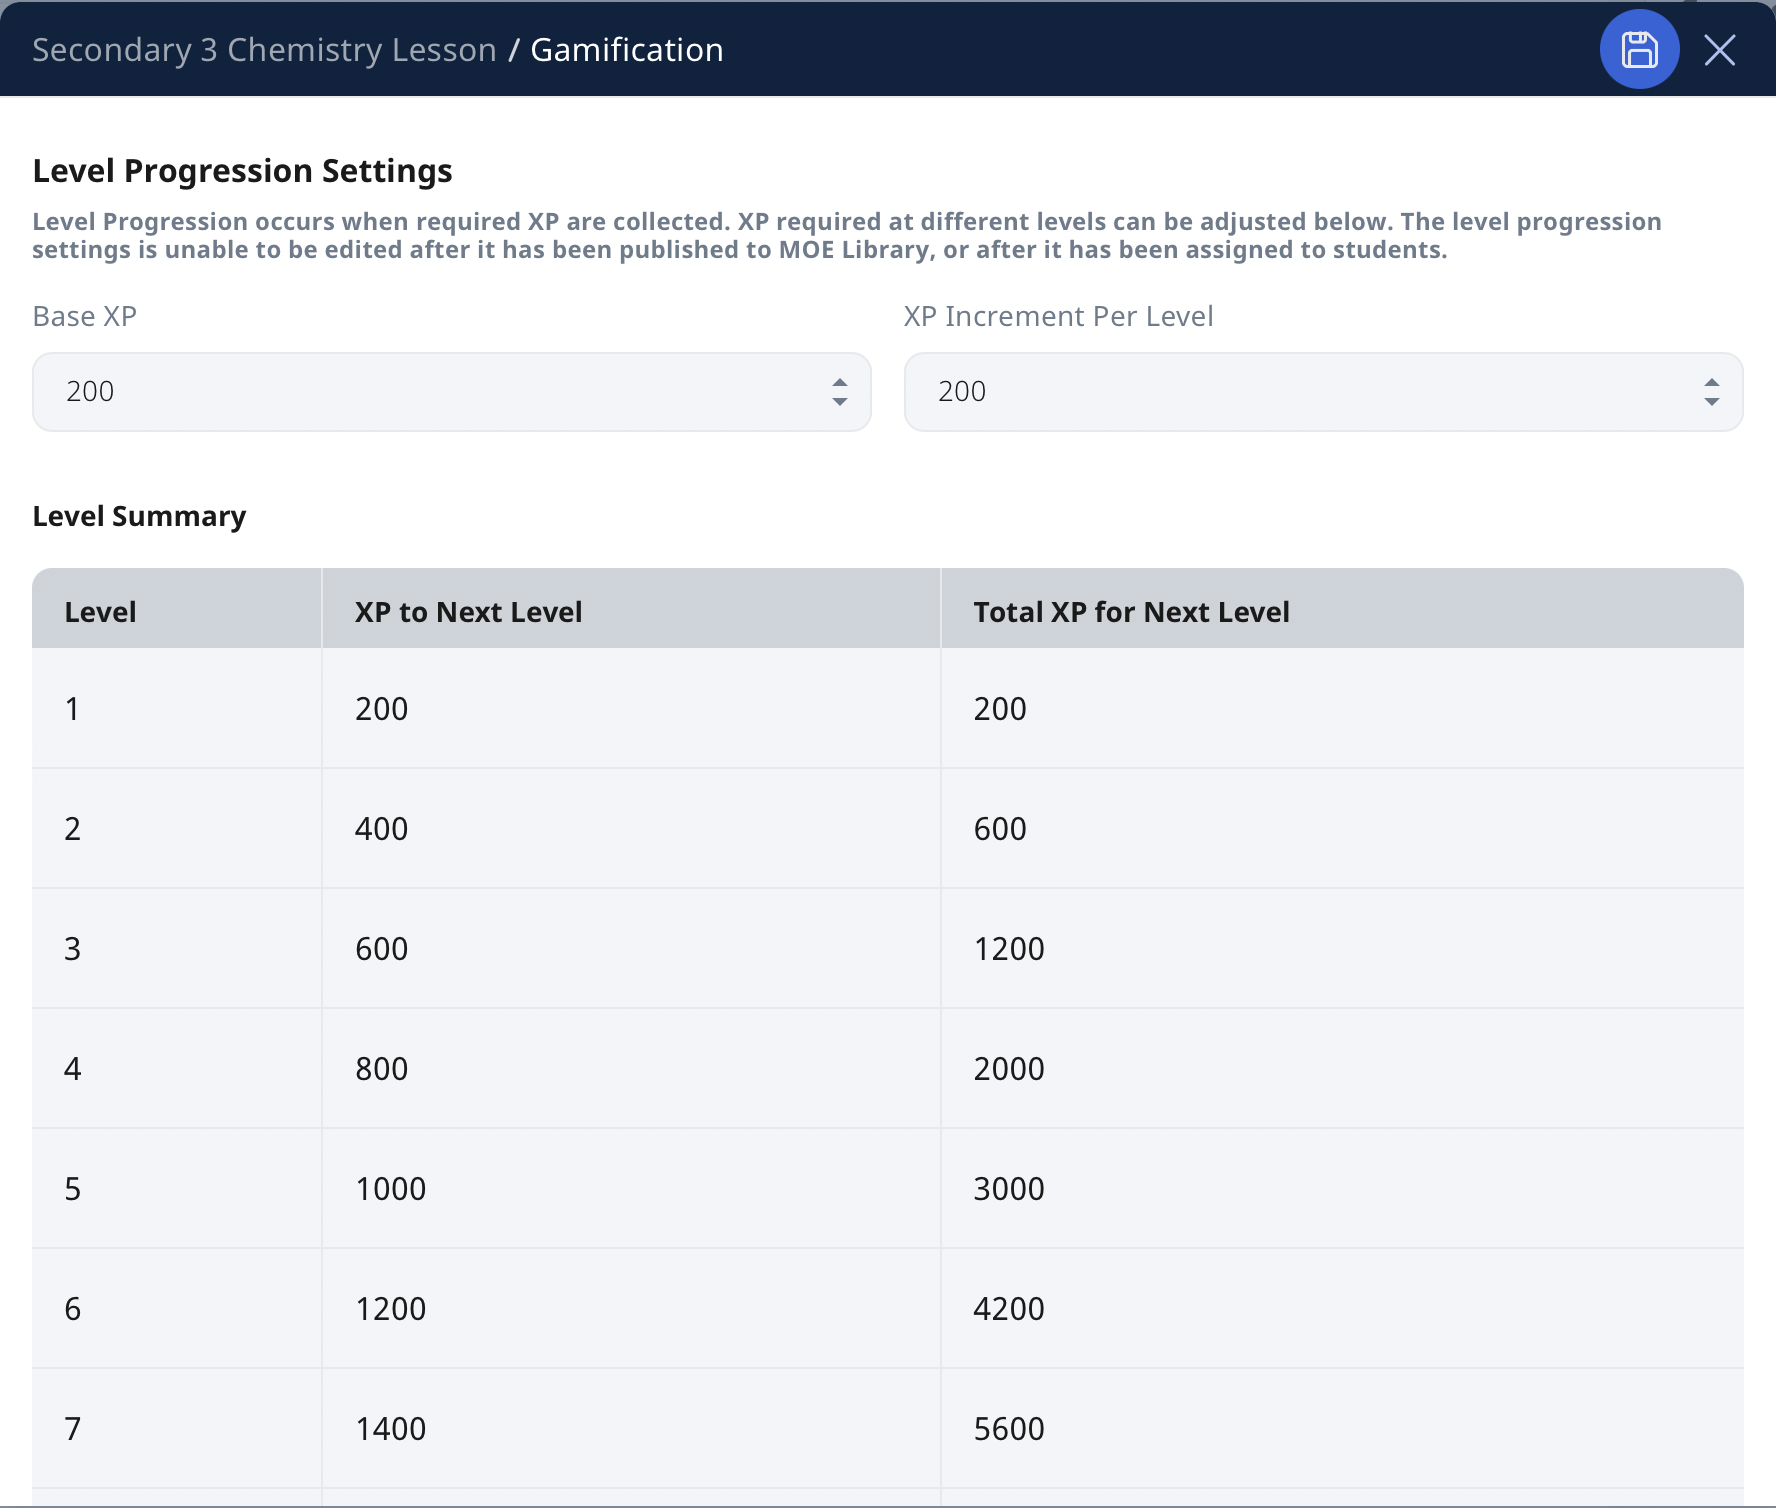 Secondary 3 Chemistry Lesson / Gamification
Level Progression Settings
Level Progression occurs when required XP are collected. XP required at different levels can be adjusted below. The level progression
settings is unable to be edited after it has been published to MOE Library, or after it has been assigned to students.
Base XP XP Increment Per Level
200 200
Level Summary
Level XP to Next Level Total XP for Next Level
1 200 200
2 400 600
3 600 1200
4 800 2000
5 1000 3000
6 1200 4200
7 1400 5600